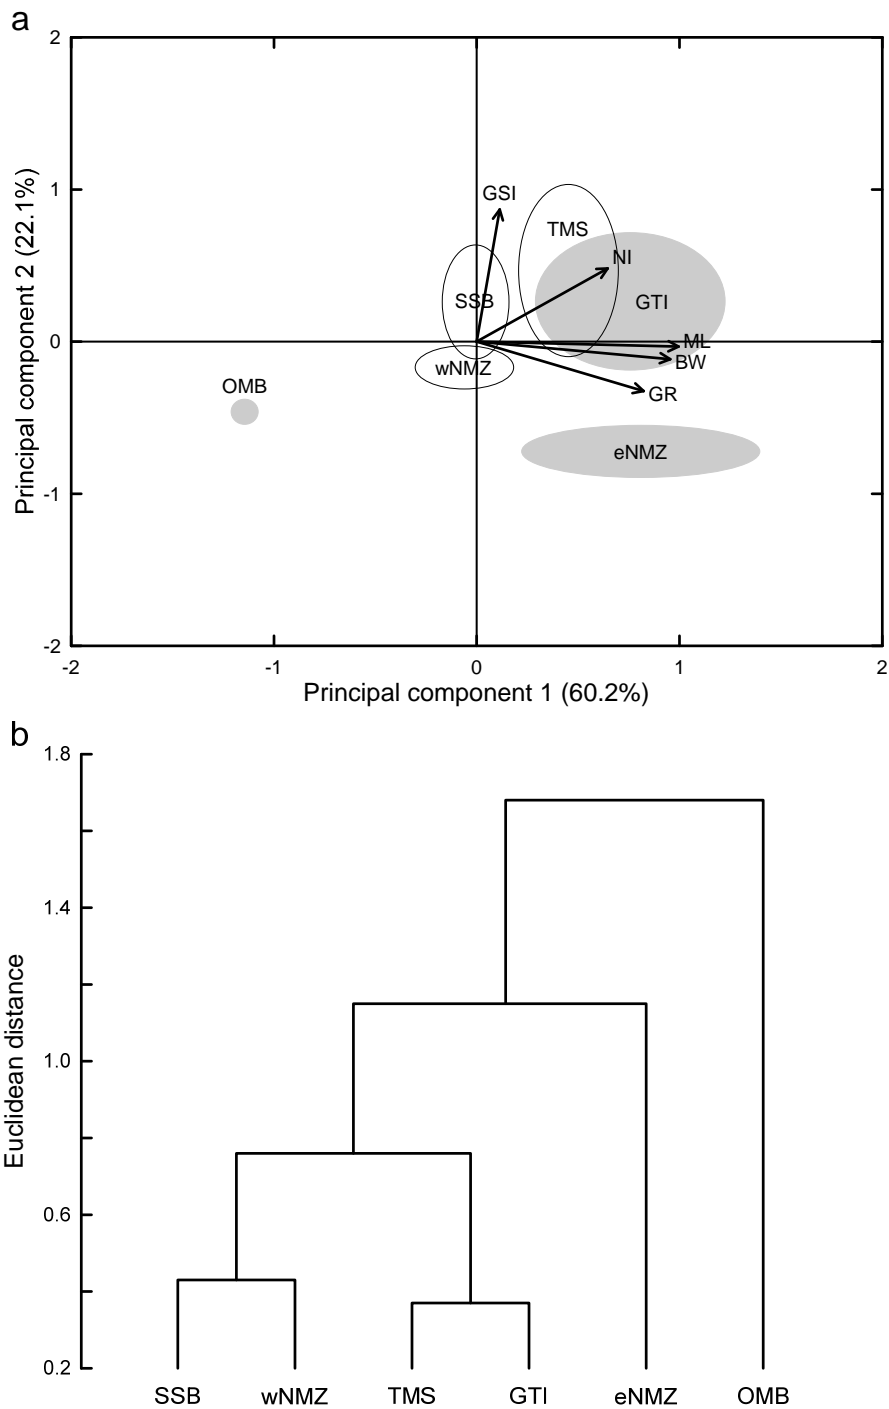 a
2
GSI
1
TMS
NI
SSB
GTI
0
ML
BW
wNMZ
OMB
GR
eNMZ
-1
-2
-2 -1 0 1 2
Principal component 2 (22.1%)
Principal component 1 (60.2%)
b
1.8
1.4
1.0
0.6
0.2
Euclidean distance
SSB wNMZ TMS GTI eNMZ OMB